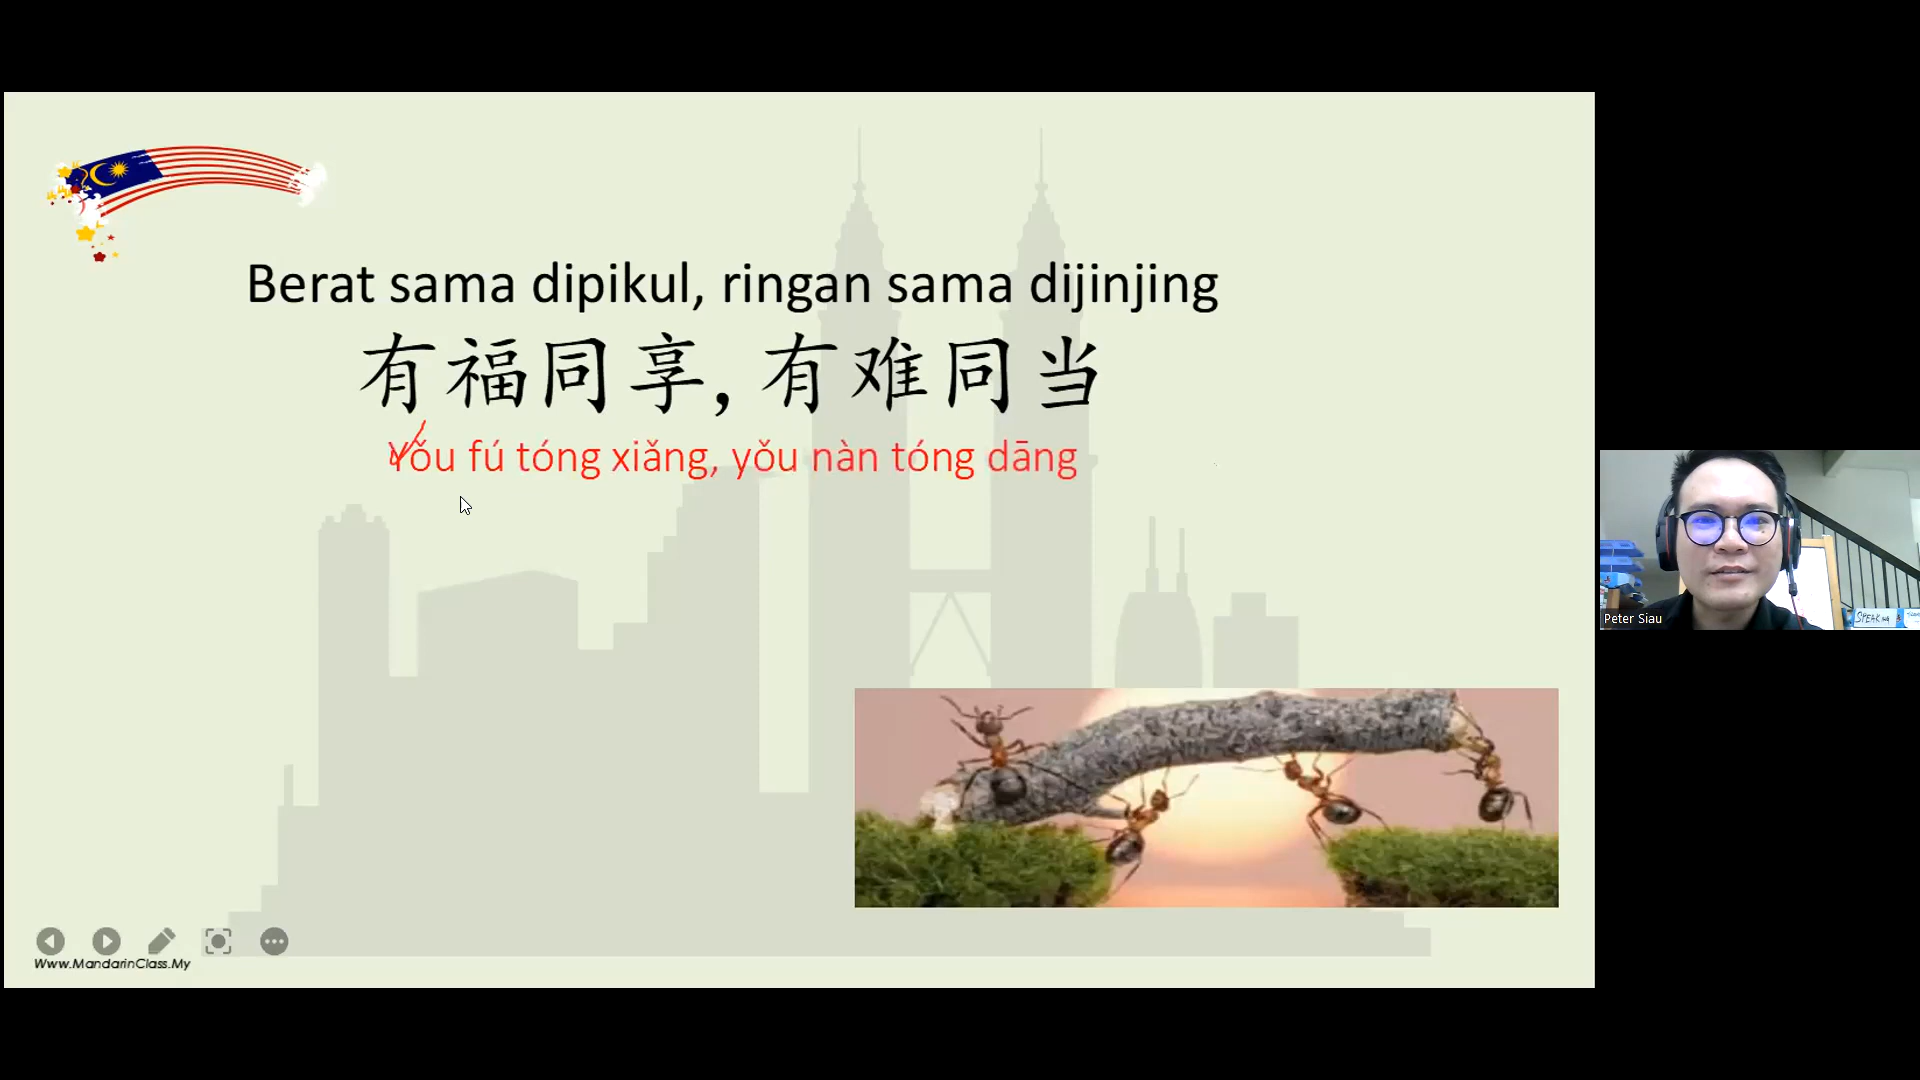 Berat sama dipikul, ringan sama dijinjing
有福同享，有难同当
Yǒu fú tóng xiǎng, yǒu nàn tóng dāng
Peter Siau
SPEAK
Www.MandarinClass.My